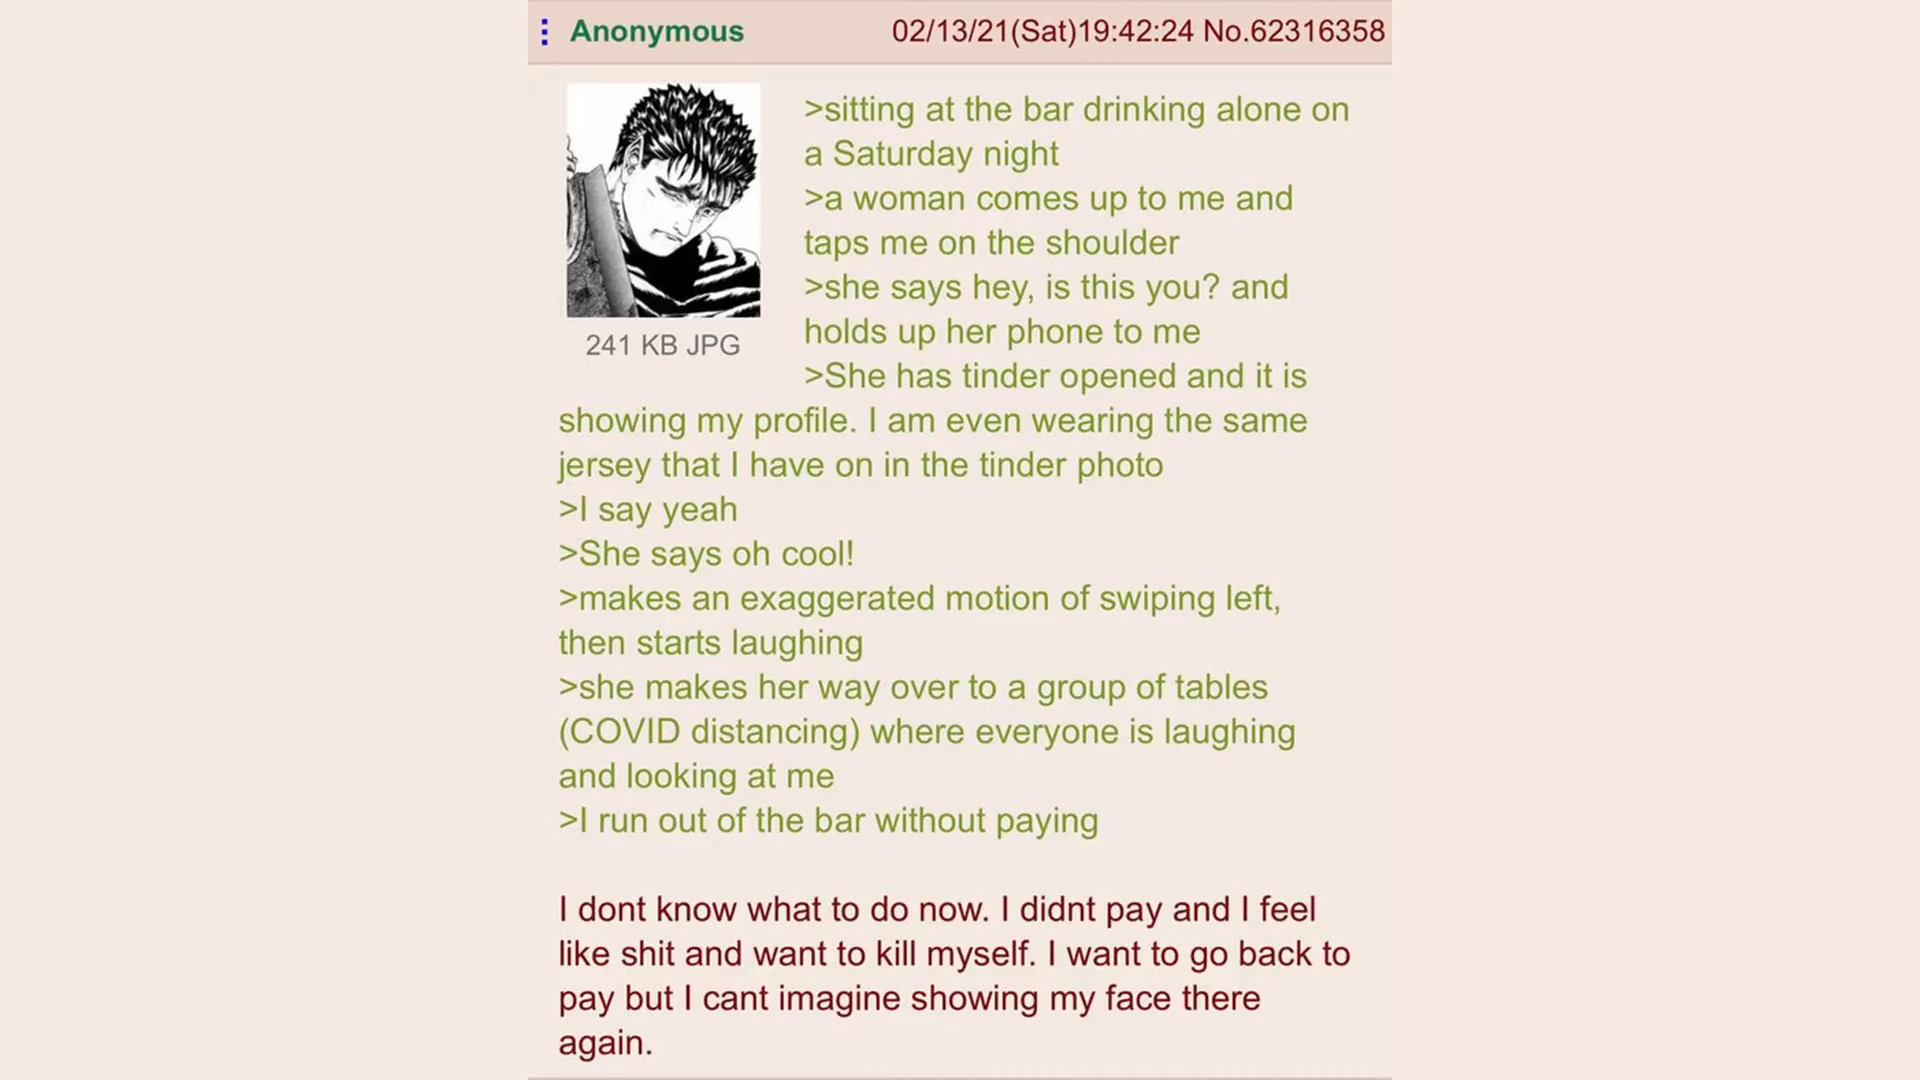 Anonymous 02/13/21(Sat)19:42:24 No.62316358
>sitting at the bar drinking alone on
a Saturday night
>a woman comes up to me and
taps me on the shoulder
>she says hey, is this you? and
holds up her phone to me
241 KB JPG
>She has tinder opened and it is
showing my profile. I am even wearing the same
jersey that I have on in the tinder photo
>I say yeah
>She says oh cool!
>makes an exaggerated motion of swiping left,
then starts laughing
>she makes her way over to a group of tables
(COVID distancing) where everyone is laughing
and looking at me
>I run out of the bar without paying
I dont know what to do now. I didnt pay and I feel
like shit and want to kill myself. I want to go back to
pay but I cant imagine showing my face there
again.